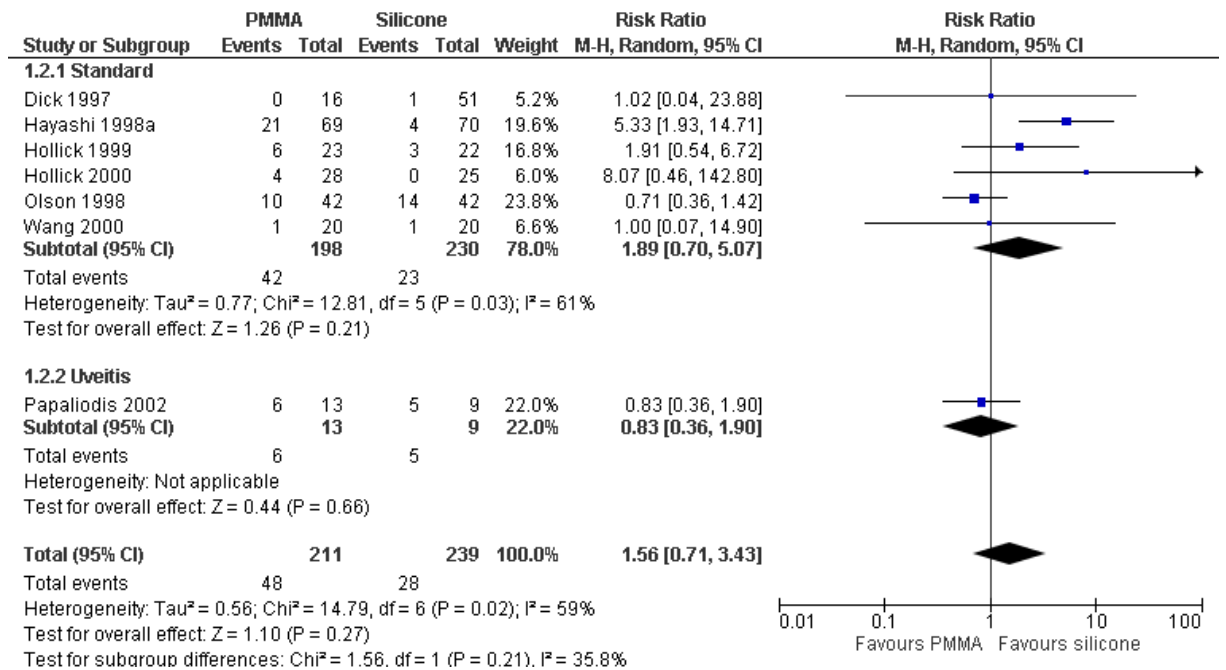 PMMA Silicone Risk Ratio Risk Ratio
Study or Subgroup Events Total Events Total Weight M-H, Random, 95% CI M-H, Random, 95% CI
1.2.1 Standard
Dick 1997 0 16 1 51 5.2% 1.02 [0.04, 23.88]
Hayashi 1998a 21 69 4 70 19.6% 5.33 [1.93, 14.71]
Hollick 1999 6 23 3 22 16.8% 1.91 [0.54, 6.72]
Hollick 2000 4 28 0 25 6.0% 8.07 [0.46, 142.80]
Olson 1998 10 42 14 42 23.8% 0.71 [0.36, 1.42]
Wang 2000 1 20 1 20 6.6% 1.00 [0.07, 14.90]
Subtotal (95% CI) 198 230 78.0% 1.89 [0.70, 5.07]
Total events 42 23
Heterogeneity: Tau² = 0.77; Chi² = 12.81, df = 5 (P = 0.03); I² = 61%
Test for overall effect: Z = 1.26 (P = 0.21)
1.2.2 Uveitis
Papaliodis 2002 6 13 5 9 22.0% 0.83 [0.36, 1.90]
Subtotal (95% CI) 13 9 22.0% 0.83 [0.36, 1.90]
Total events 6 5
Heterogeneity: Not applicable
Test for overall effect: Z = 0.44 (P = 0.66)
Total (95% CI) 211 239 100.0% 1.56 [0.71, 3.43]
Total events 48 28
Heterogeneity: Tau² = 0.56; Chi² = 14.79, df = 6 (P = 0.02); I² = 59%
Test for overall effect: Z = 1.10 (P = 0.27)
Test for subgroup differences: Chi² = 1.56, df = 1 (P = 0.21), I² = 35.8%
0.01 0.1 1 10 100
Favours PMMA Favours silicone